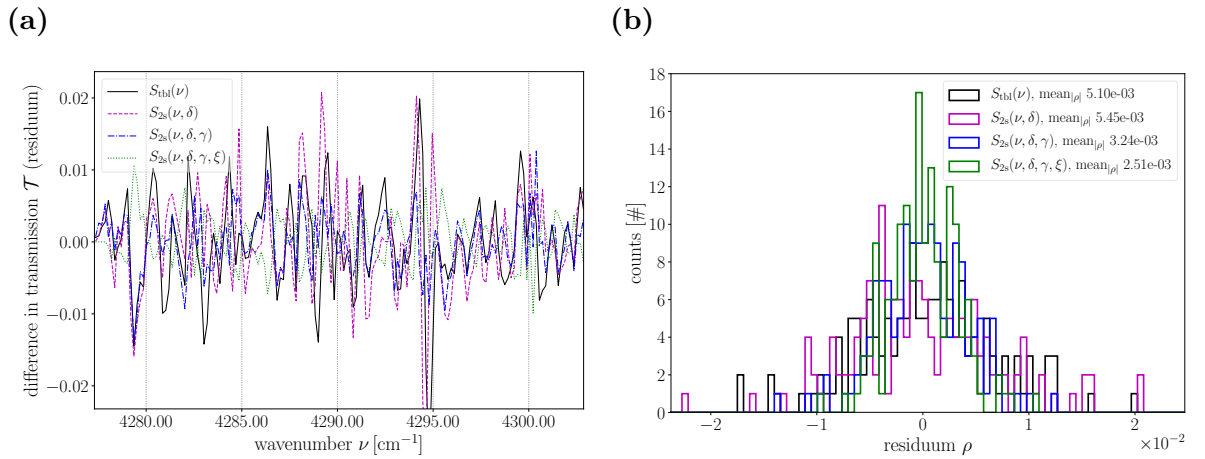 (a)
(b)
difference in transmission 𝒯 (residuum)
0.02
0.01
0.00
−0.01
−0.02
S_tbl(ν)
S_2s(ν, δ)
S_2s(ν, δ, γ)
S_2s(ν, δ, γ, ξ)
4280.00 4285.00 4290.00 4295.00 4300.00
wavenumber ν [cm⁻¹]
counts [#]
18
16
14
12
10
8
6
4
2
0
S_tbl(ν), mean_|ρ| 5.10e-03
S_2s(ν, δ), mean_|ρ| 5.45e-03
S_2s(ν, δ, γ), mean_|ρ| 3.24e-03
S_2s(ν, δ, γ, ξ), mean_|ρ| 2.51e-03
−2 −1 0 1 2
×10⁻²
residuum ρ